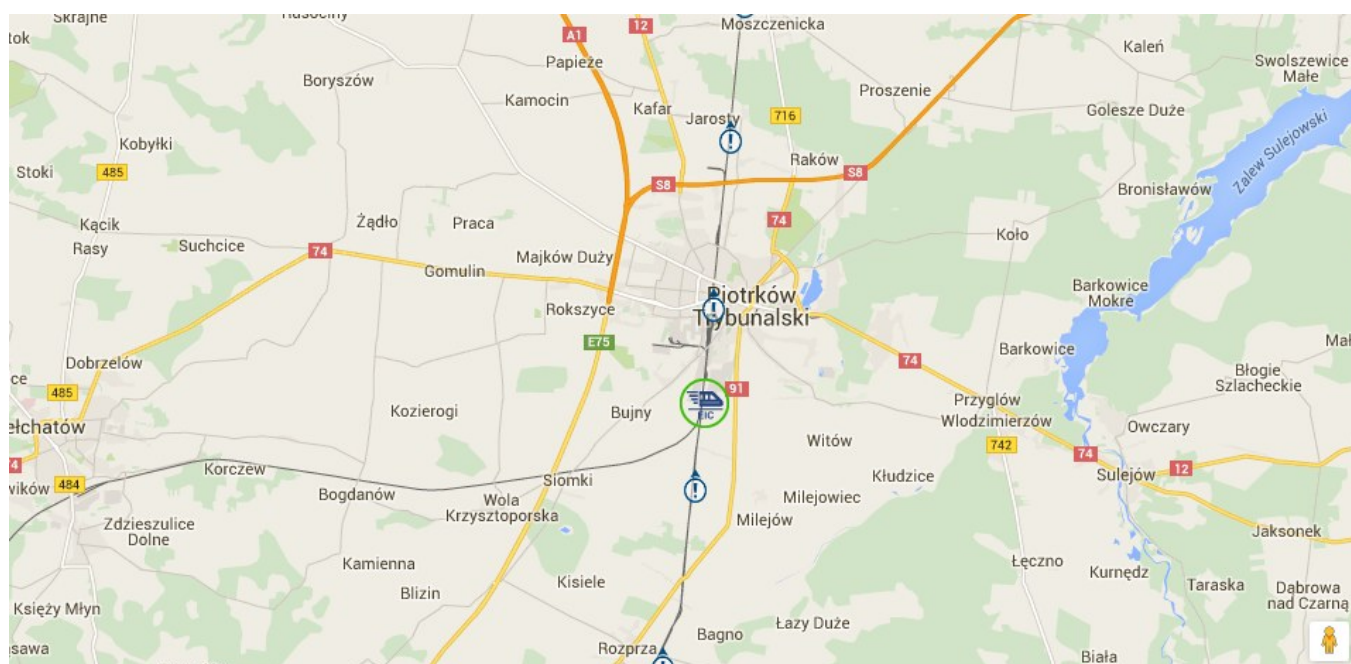 Skrajne
Rusociny
Moszczenicka
12
A1
Kaleń
Papieże
Swolszewice
Małe
Boryszów
Proszenie
Kamocin
Kafar
Jarosty
716
Golesze Duże
Kobyłki
Zalew Sulejowski
Stoki
485
Raków
S8
S8
Bronisławów
Kącik
Żądło
Praca
74
Koło
Rasy
Suchcice
74
Majków Duży
Gomulin
Barkowice
Mokre
Piotrków
Trybunalski
Rokszyce
E75
Barkowice
Dobrzelów
74
Błogie
Szlacheckie
485
91
EIC
Przygłów
Kozierogi
Bujny
Włodzimierzów
Owczary
Witów
742
74
Korczew
12
Siomki
Kłudzice
Sulejów
484
Bogdanów
Wola
Krzysztoporska
Milejowiec
Zdzieszulice
Dolne
Milejów
Jaksonek
Kamienna
Łęczno
Kurnędz
Kisiele
Taraska
Dąbrowa
nad Czarną
Blizin
Księży Młyn
Łazy Duże
Bagno
Rozprza
Biała